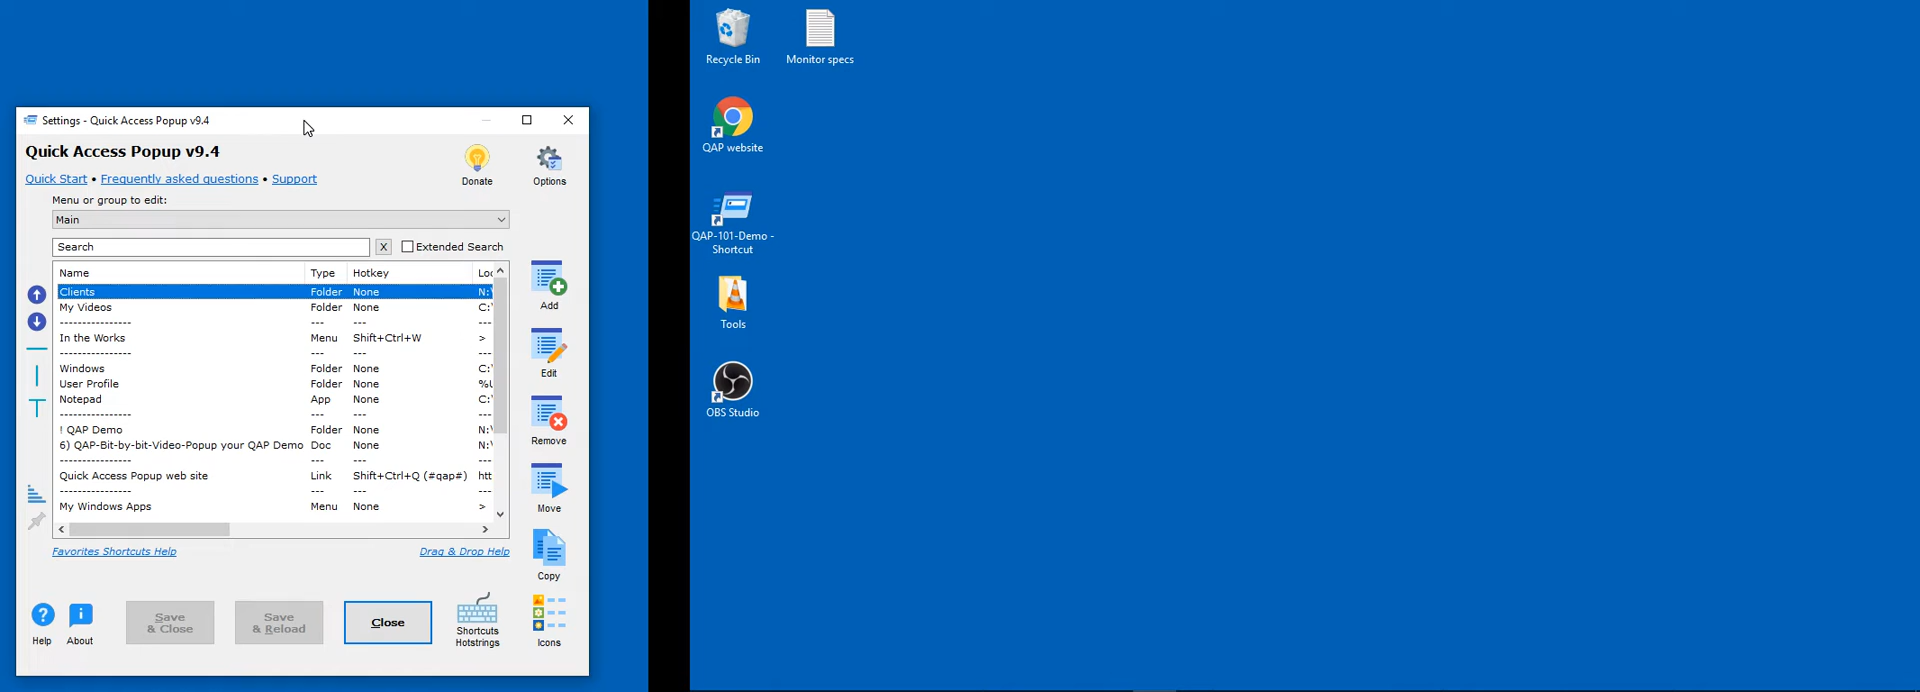 Settings - Quick Access Popup v9.4
Quick Access Popup v9.4
Quick Start • Frequently asked questions • Support
Donate
Options
Menu or group to edit:
Main
Search
X
Extended Search
Name Type Hotkey Loc
Clients Folder None N:\
My Videos Folder None C:\
---------------- --- --- ---
In the Works Menu Shift+Ctrl+W >
---------------- --- --- ---
Windows Folder None C:\
User Profile Folder None %U
Notepad App None C:\
---------------- --- --- ---
! QAP Demo Folder None N:\
6) QAP-Bit-by-bit-Video-Popup your QAP Demo Doc None N:\
---------------- --- --- ---
Quick Access Popup web site Link Shift+Ctrl+Q (#qap#) htt
---------------- --- --- ---
My Windows Apps Menu None >
Add
Edit
Remove
Move
Copy
Favorites Shortcuts Help
Drag & Drop Help
Help
About
Save
& Close
Save
& Reload
Close
Shortcuts
Hotstrings
Icons
Recycle Bin
Monitor specs
QAP website
QAP-101-Demo -
Shortcut
Tools
OBS Studio